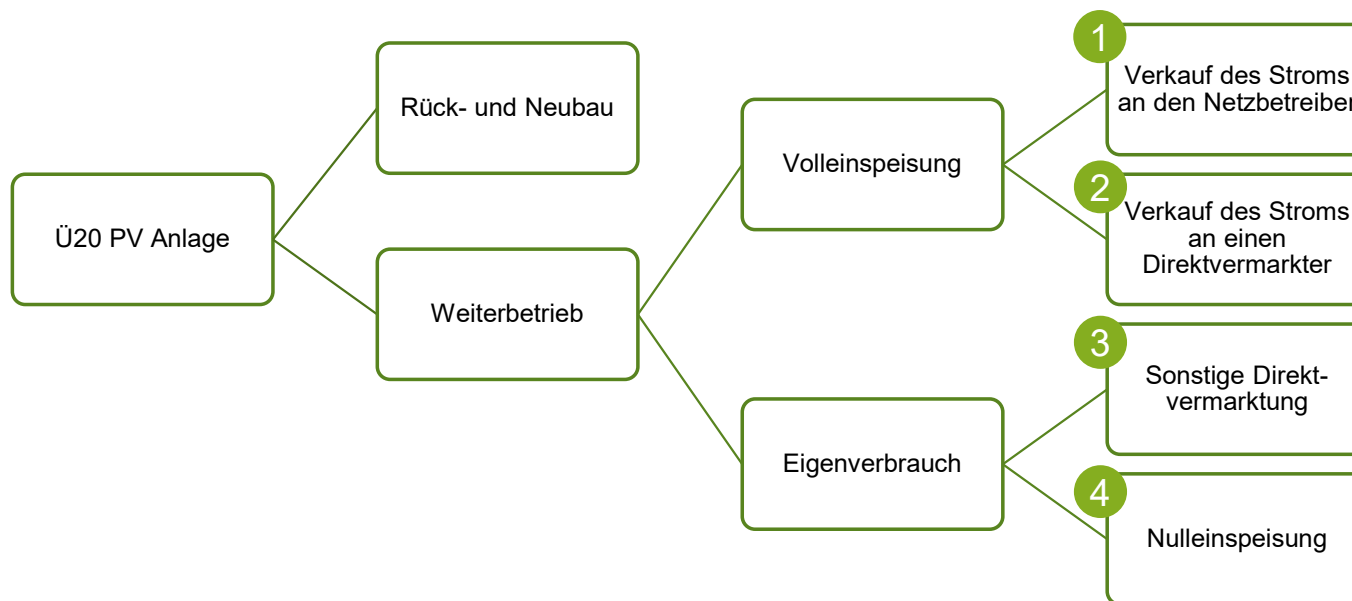 Ü20 PV Anlage
Rück- und Neubau
Weiterbetrieb
Volleinspeisung
Eigenverbrauch
1
Verkauf des Stroms
an den Netzbetreiber
2
Verkauf des Stroms
an einen
Direktvermarkter
3
Sonstige Direkt-
vermarktung
4
Nulleinspeisung